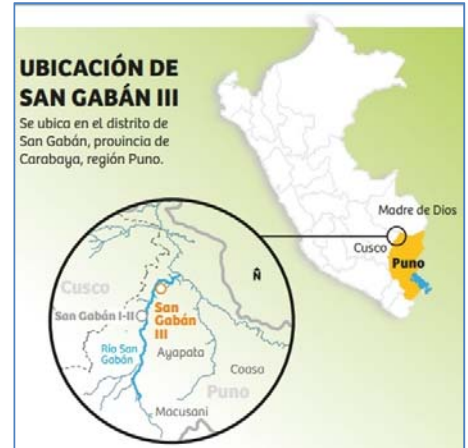 UBICACIÓN DE
SAN GABÁN III
Se ubica en el distrito de
San Gabán, provincia de
Carabaya, región Puno.
Madre de Dios
Cusco
Puno
N
Cusco
San Gabán I-II
San
Gabán
III
Río San
Gabán
Ayapata
Coasa
Puno
Macusani